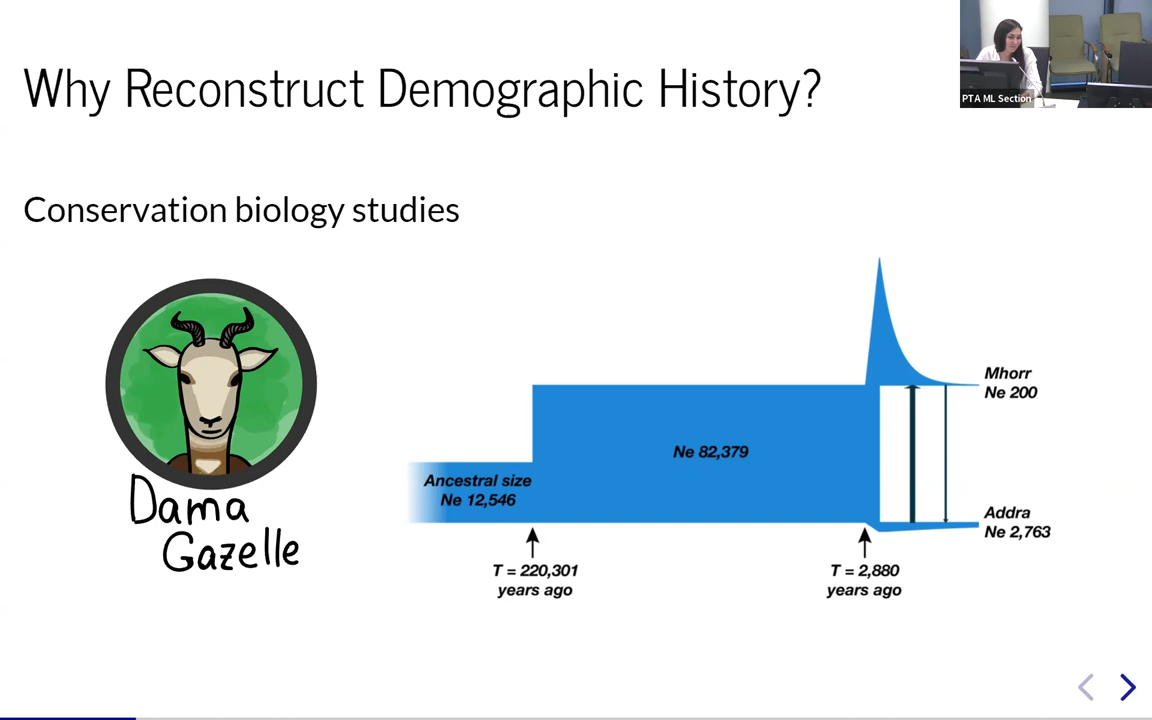 Why Reconstruct Demographic History?
PTA ML Section
Conservation biology studies
Dama
Gazelle
Ancestral size
Ne 12,546
Ne 82,379
Mhorr
Ne 200
Addra
Ne 2,763
T = 220,301
years ago
T = 2,880
years ago